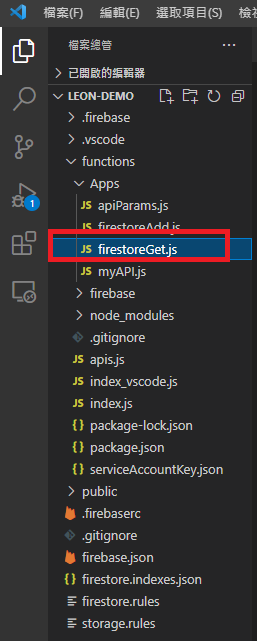 檔案(F) 編輯(E) 選取項目(S) 檢視
檔案總管
已開啟的編輯器
LEON-DEMO
.firebase
.vscode
functions
Apps
JS apiParams.js
JS firestoreAdd.js
JS firestoreGet.js
JS myAPI.js
firebase
node_modules
.gitignore
JS apis.js
JS index_vscode.js
JS index.js
{} package-lock.json
{} package.json
{} serviceAccountKey.json
public
.firebaserc
.gitignore
firebase.json
{} firestore.indexes.json
firestore.rules
storage.rules
1